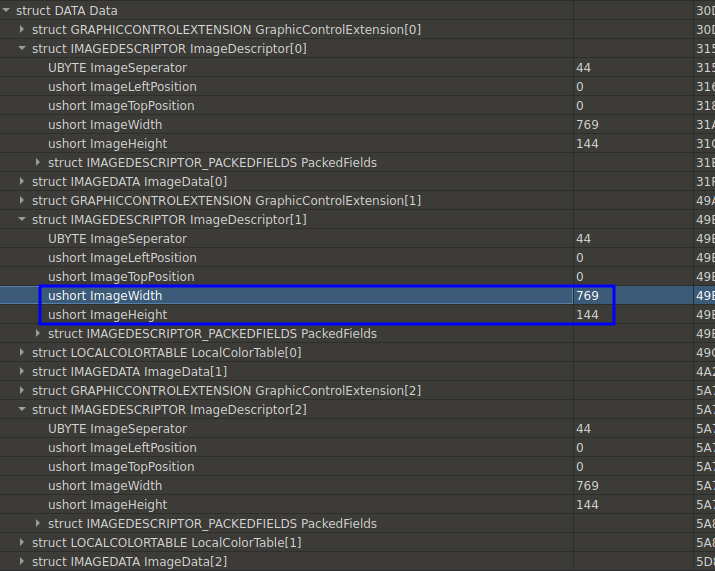 struct DATA Data 30D
struct GRAPHICCONTROLEXTENSION GraphicControlExtension[0] 30D
struct IMAGEDESCRIPTOR ImageDescriptor[0] 315
UBYTE ImageSeperator 44 315
ushort ImageLeftPosition 0 316
ushort ImageTopPosition 0 318
ushort ImageWidth 769 31A
ushort ImageHeight 144 31C
struct IMAGEDESCRIPTOR_PACKEDFIELDS PackedFields 31E
struct IMAGEDATA ImageData[0] 31F
struct GRAPHICCONTROLEXTENSION GraphicControlExtension[1] 49A
struct IMAGEDESCRIPTOR ImageDescriptor[1] 49B
UBYTE ImageSeperator 44 49B
ushort ImageLeftPosition 0
ushort ImageTopPosition 0
ushort ImageWidth 769
ushort ImageHeight 144
struct IMAGEDESCRIPTOR_PACKEDFIELDS PackedFields
struct LOCALCOLORTABLE LocalColorTable[0]
struct IMAGEDATA ImageData[1] 4A2
struct GRAPHICCONTROLEXTENSION GraphicControlExtension[2] 5A7
struct IMAGEDESCRIPTOR ImageDescriptor[2] 5A7
UBYTE ImageSeperator 44 5A7
ushort ImageLeftPosition 0 5A7
ushort ImageTopPosition 0 5A7
ushort ImageWidth 769 5A7
ushort ImageHeight 144 5A7
struct IMAGEDESCRIPTOR_PACKEDFIELDS PackedFields 5A8
struct LOCALCOLORTABLE LocalColorTable[1] 5A8
struct IMAGEDATA ImageData[2] 5D8